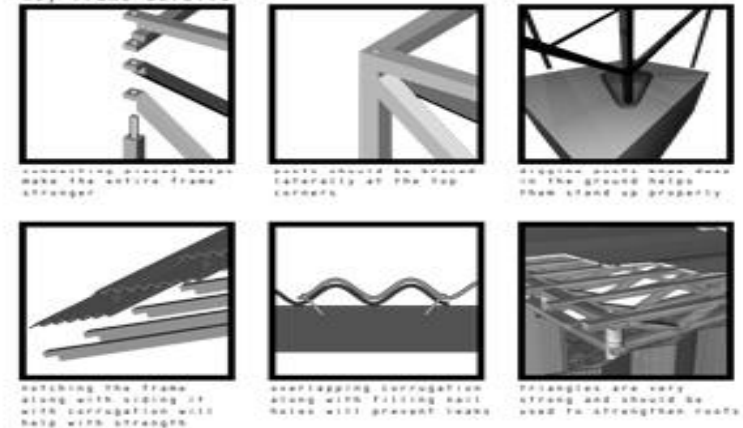 connecting pieces helps
make the entire frame
stronger
posts should be braced
laterally at the top
corners
digging posts knee deep
in the ground helps
them stand up properly
notching the frame
along with siding it
with corrugation will
help with strength
overlapping corrugation
along with filling nail
holes will prevent leaks
triangles are very
strong and should be
used to strengthen roofs